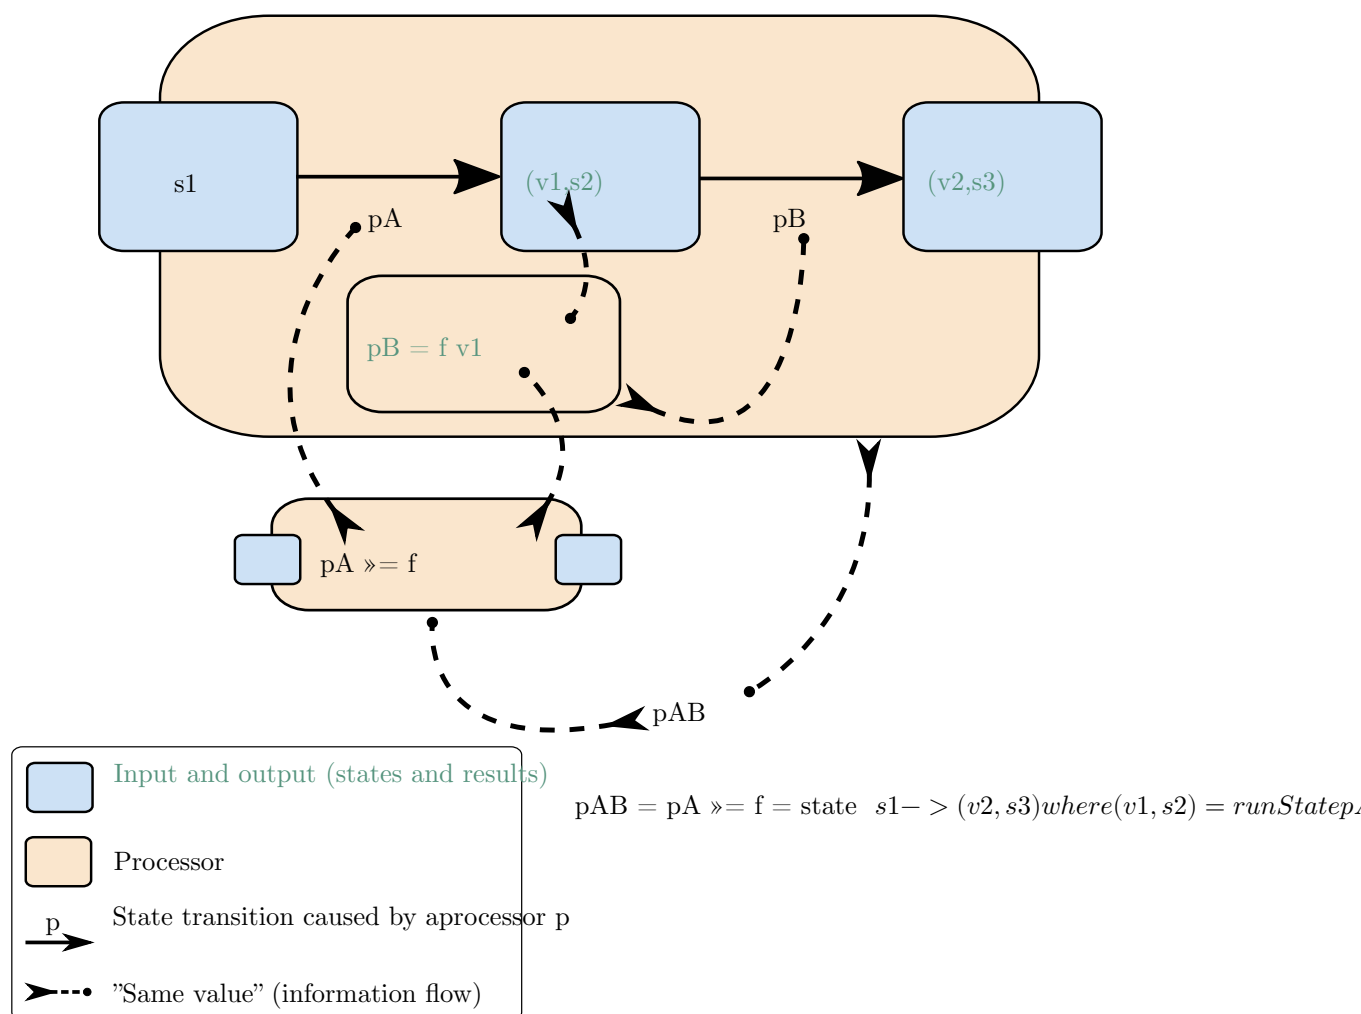 s1
(v1,s2)
(v2,s3)
pA
pB
pB = f v1
pA »= f
pAB
Input and output (states and results)
pAB = pA »= f = state s1− > (v2, s3)where(v1, s2) = runStatep
Processor
p
State transition caused by aprocessor p
”Same value” (information flow)